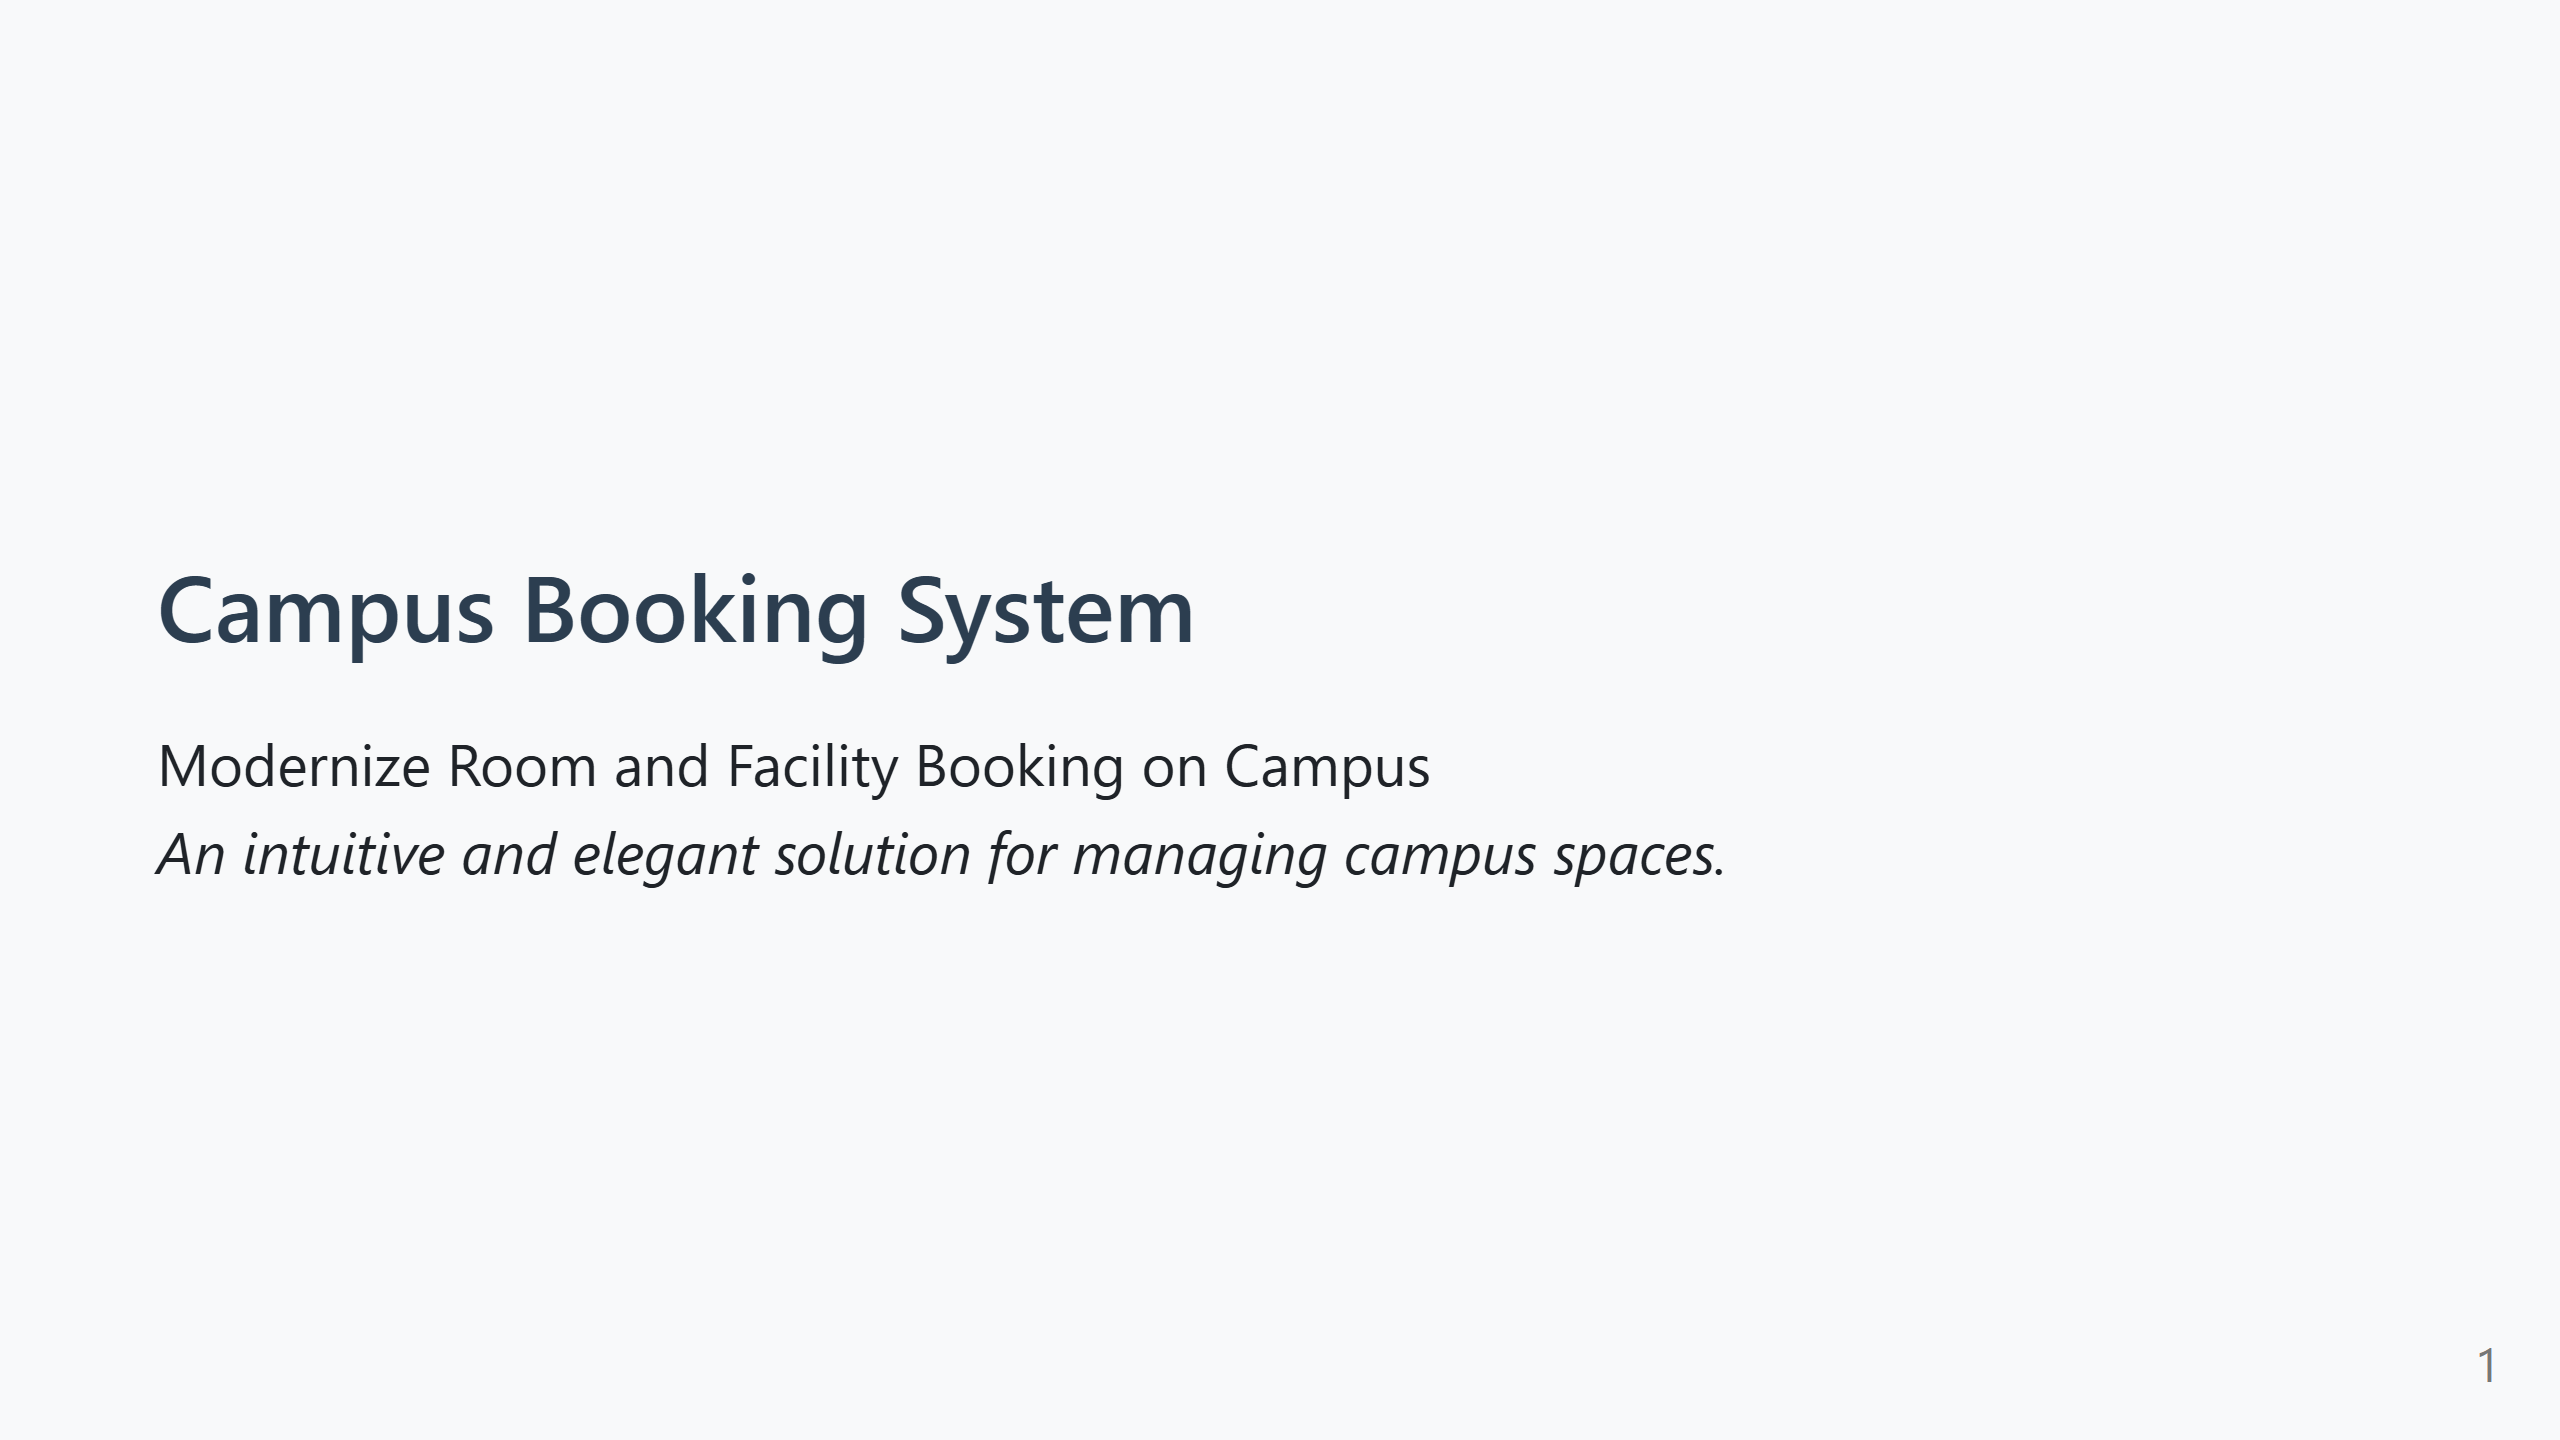 Campus Booking System
Modernize Room and Facility Booking on Campus
An intuitive and elegant solution for managing campus spaces.
1